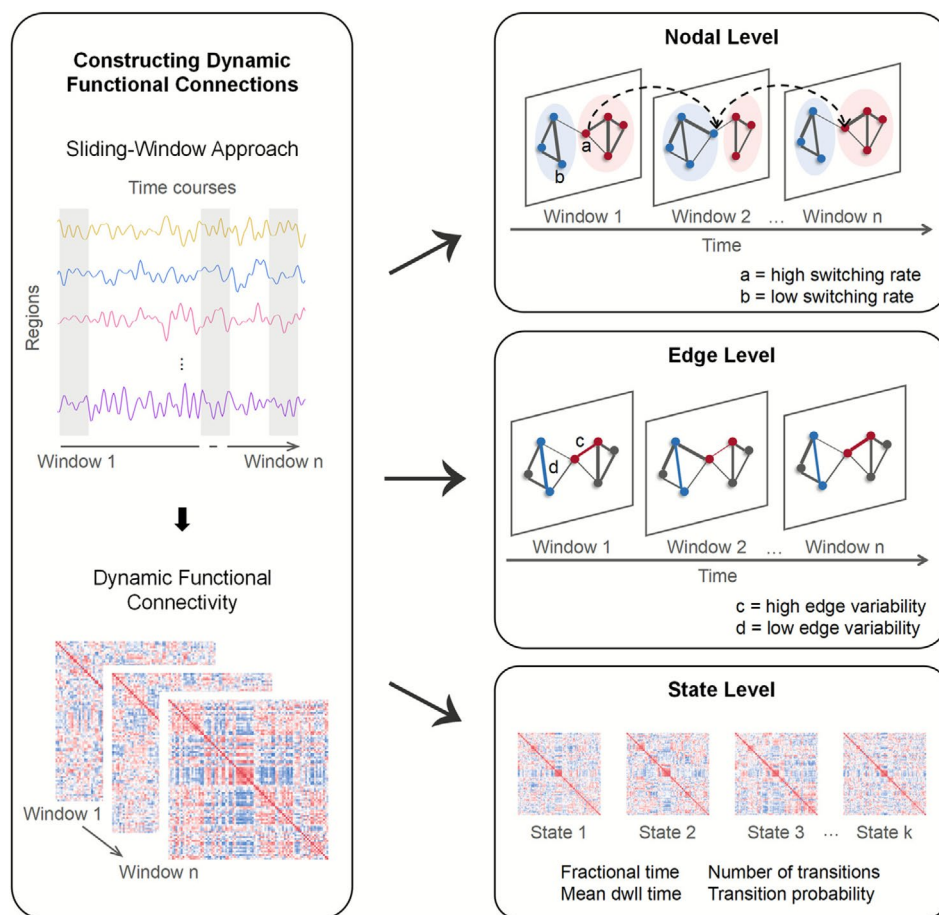 Constructing Dynamic
Functional Connections
Sliding-Window Approach
Time courses
Regions
...
Window 1
Window n
Dynamic Functional
Connectivity
Window 1
Window n
Nodal Level
a
b
Window 1
Window 2
...
Window n
Time
a = high switching rate
b = low switching rate
Edge Level
c
d
Window 1
Window 2
...
Window n
Time
c = high edge variability
d = low edge variability
State Level
State 1
State 2
State 3
...
State k
Fractional time
Number of transitions
Mean dwll time
Transition probability